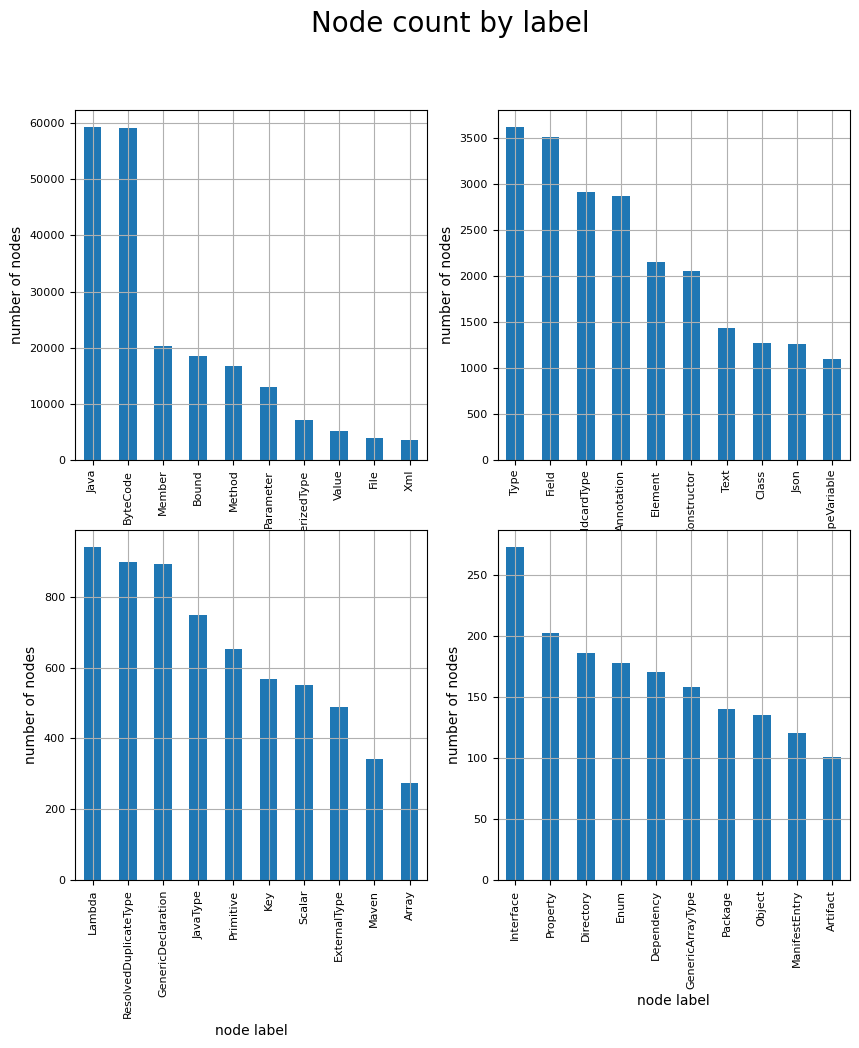 Node count by label
number of nodes
60000
50000
40000
30000
20000
10000
0
Java
ByteCode
Member
Bound
Method
Parameter
erizedType
Value
File
Xml
number of nodes
3500
3000
2500
2000
1500
1000
500
0
Type
Field
ldcardType
Annotation
Element
onstructor
Text
Class
Json
peVariable
number of nodes
800
600
400
200
0
Lambda
ResolvedDuplicateType
GenericDeclaration
JavaType
Primitive
Key
Scalar
ExternalType
Maven
Array
node label
number of nodes
250
200
150
100
50
0
Interface
Property
Directory
Enum
Dependency
GenericArrayType
Package
Object
ManifestEntry
Artifact
node label